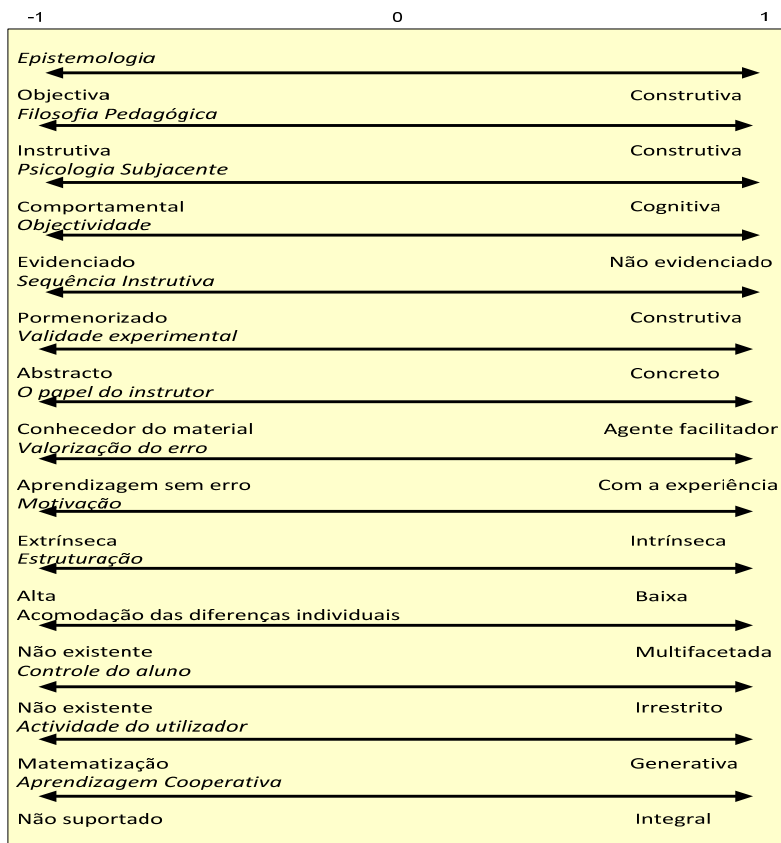 -1 0 1
Epistemologia
Objectiva Construtiva
Filosofia Pedagógica
Instrutiva Construtiva
Psicologia Subjacente
Comportamental Cognitiva
Objectividade
Evidenciado Não evidenciado
Sequência Instrutiva
Pormenorizado Construtiva
Validade experimental
Abstracto Concreto
O papel do instrutor
Conhecedor do material Agente facilitador
Valorização do erro
Aprendizagem sem erro Com a experiência
Motivação
Extrínseca Intrínseca
Estruturação
Alta Baixa
Acomodação das diferenças individuais
Não existente Multifacetada
Controle do aluno
Não existente Irrestrito
Actividade do utilizador
Matematização Generativa
Aprendizagem Cooperativa
Não suportado Integral